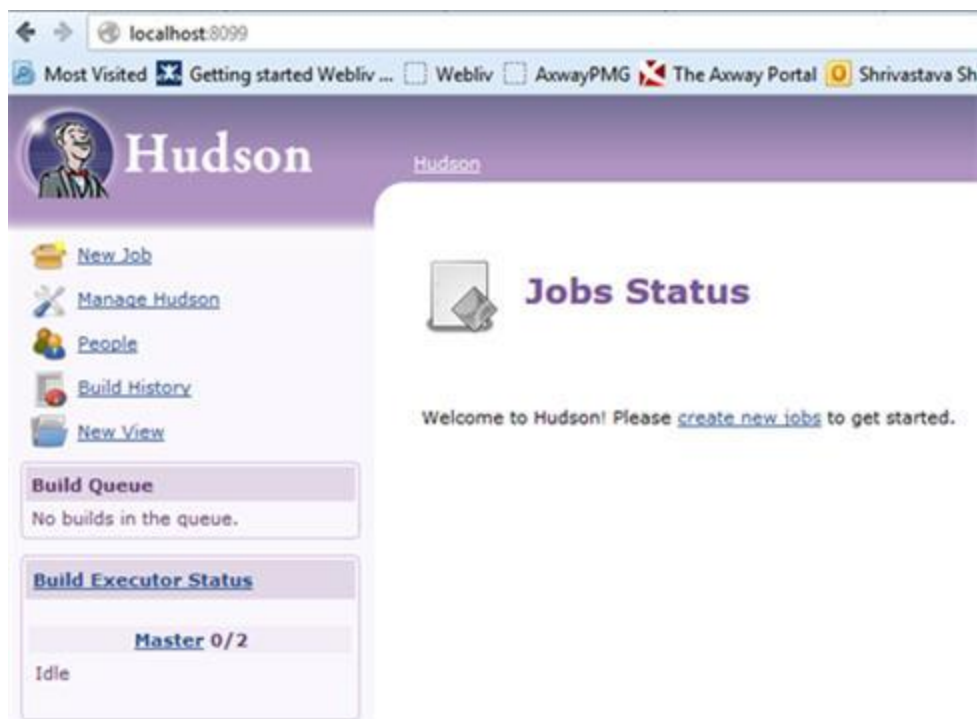 localhost:8099
Most Visited Getting started Webliv ... Webliv AxwayPMG The Axway Portal Shrivastava Sh
Hudson
Hudson
New Job
Manage Hudson
People
Build History
New View
Jobs Status
Welcome to Hudson! Please create new jobs to get started.
Build Queue
No builds in the queue.
Build Executor Status
Master 0/2
Idle